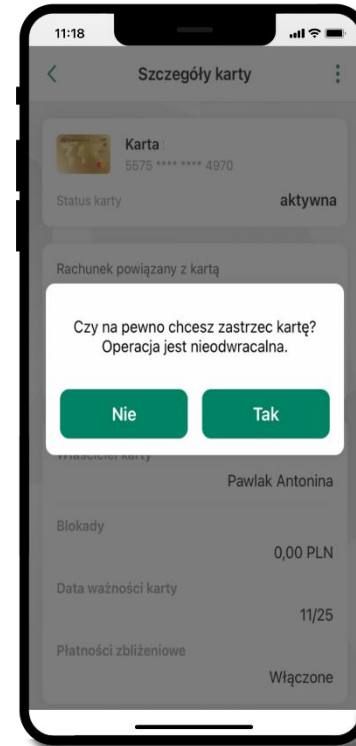 11:18
Szczegóły karty
Karta
5575 **** **** 4970
Status karty
aktywna
Rachunek powiązany z kartą
Czy na pewno chcesz zastrzec kartę?
Operacja jest nieodwracalna.
Nie
Tak
Właściciel karty
Pawlak Antonina
Blokady
0,00 PLN
Data ważności karty
11/25
Płatności zbliżeniowe
Włączone